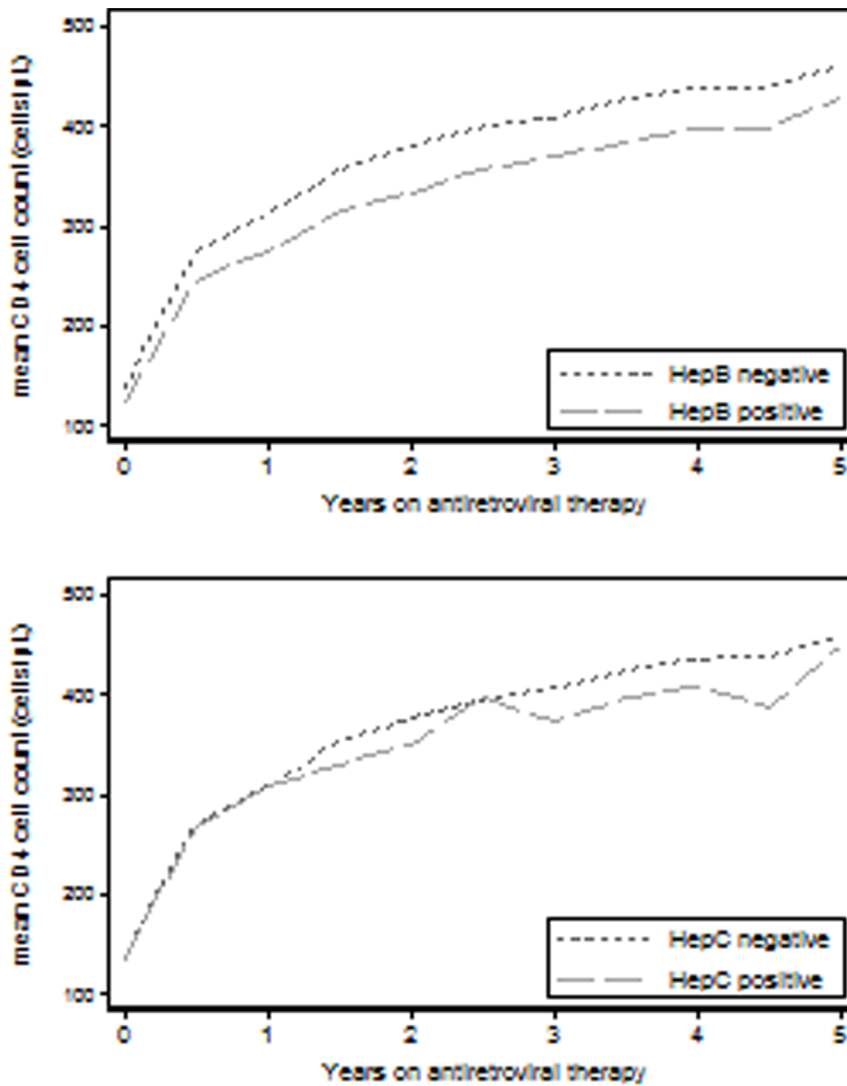 500
400
300
200
100
mean CD4 cell count (cells/µL)
HepB negative
HepB positive
0 1 2 3 4 5
Years on antiretroviral therapy
500
400
300
200
100
mean CD4 cell count (cells/µL)
HepC negative
HepC positive
0 1 2 3 4 5
Years on antiretroviral therapy